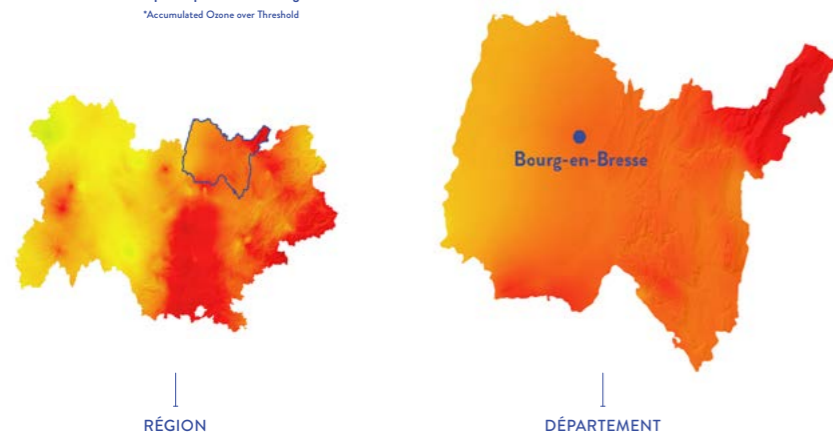 *Accumulated Ozone over Threshold
Bourg-en-Bresse
RÉGION
DÉPARTEMENT